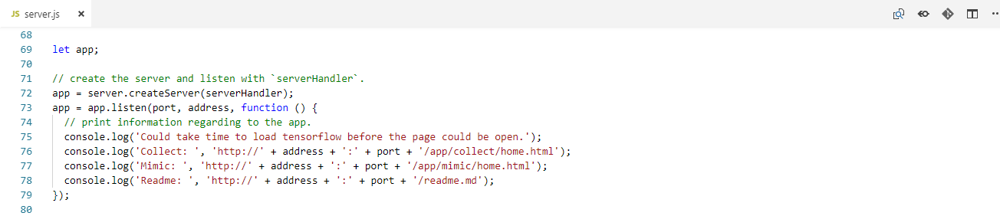 JS server.js ×
68
69 let app;
70
71 // create the server and listen with `serverHandler`.
72 app = server.createServer(serverHandler);
73 app = app.listen(port, address, function () {
74   // print information regarding to the app.
75   console.log('Could take time to load tensorflow before the page could be open.');
76   console.log('Collect: ', 'http://' + address + ':' + port + '/app/collect/home.html');
77   console.log('Mimic: ', 'http://' + address + ':' + port + '/app/mimic/home.html');
78   console.log('Readme: ', 'http://' + address + ':' + port + '/readme.md');
79 });
80